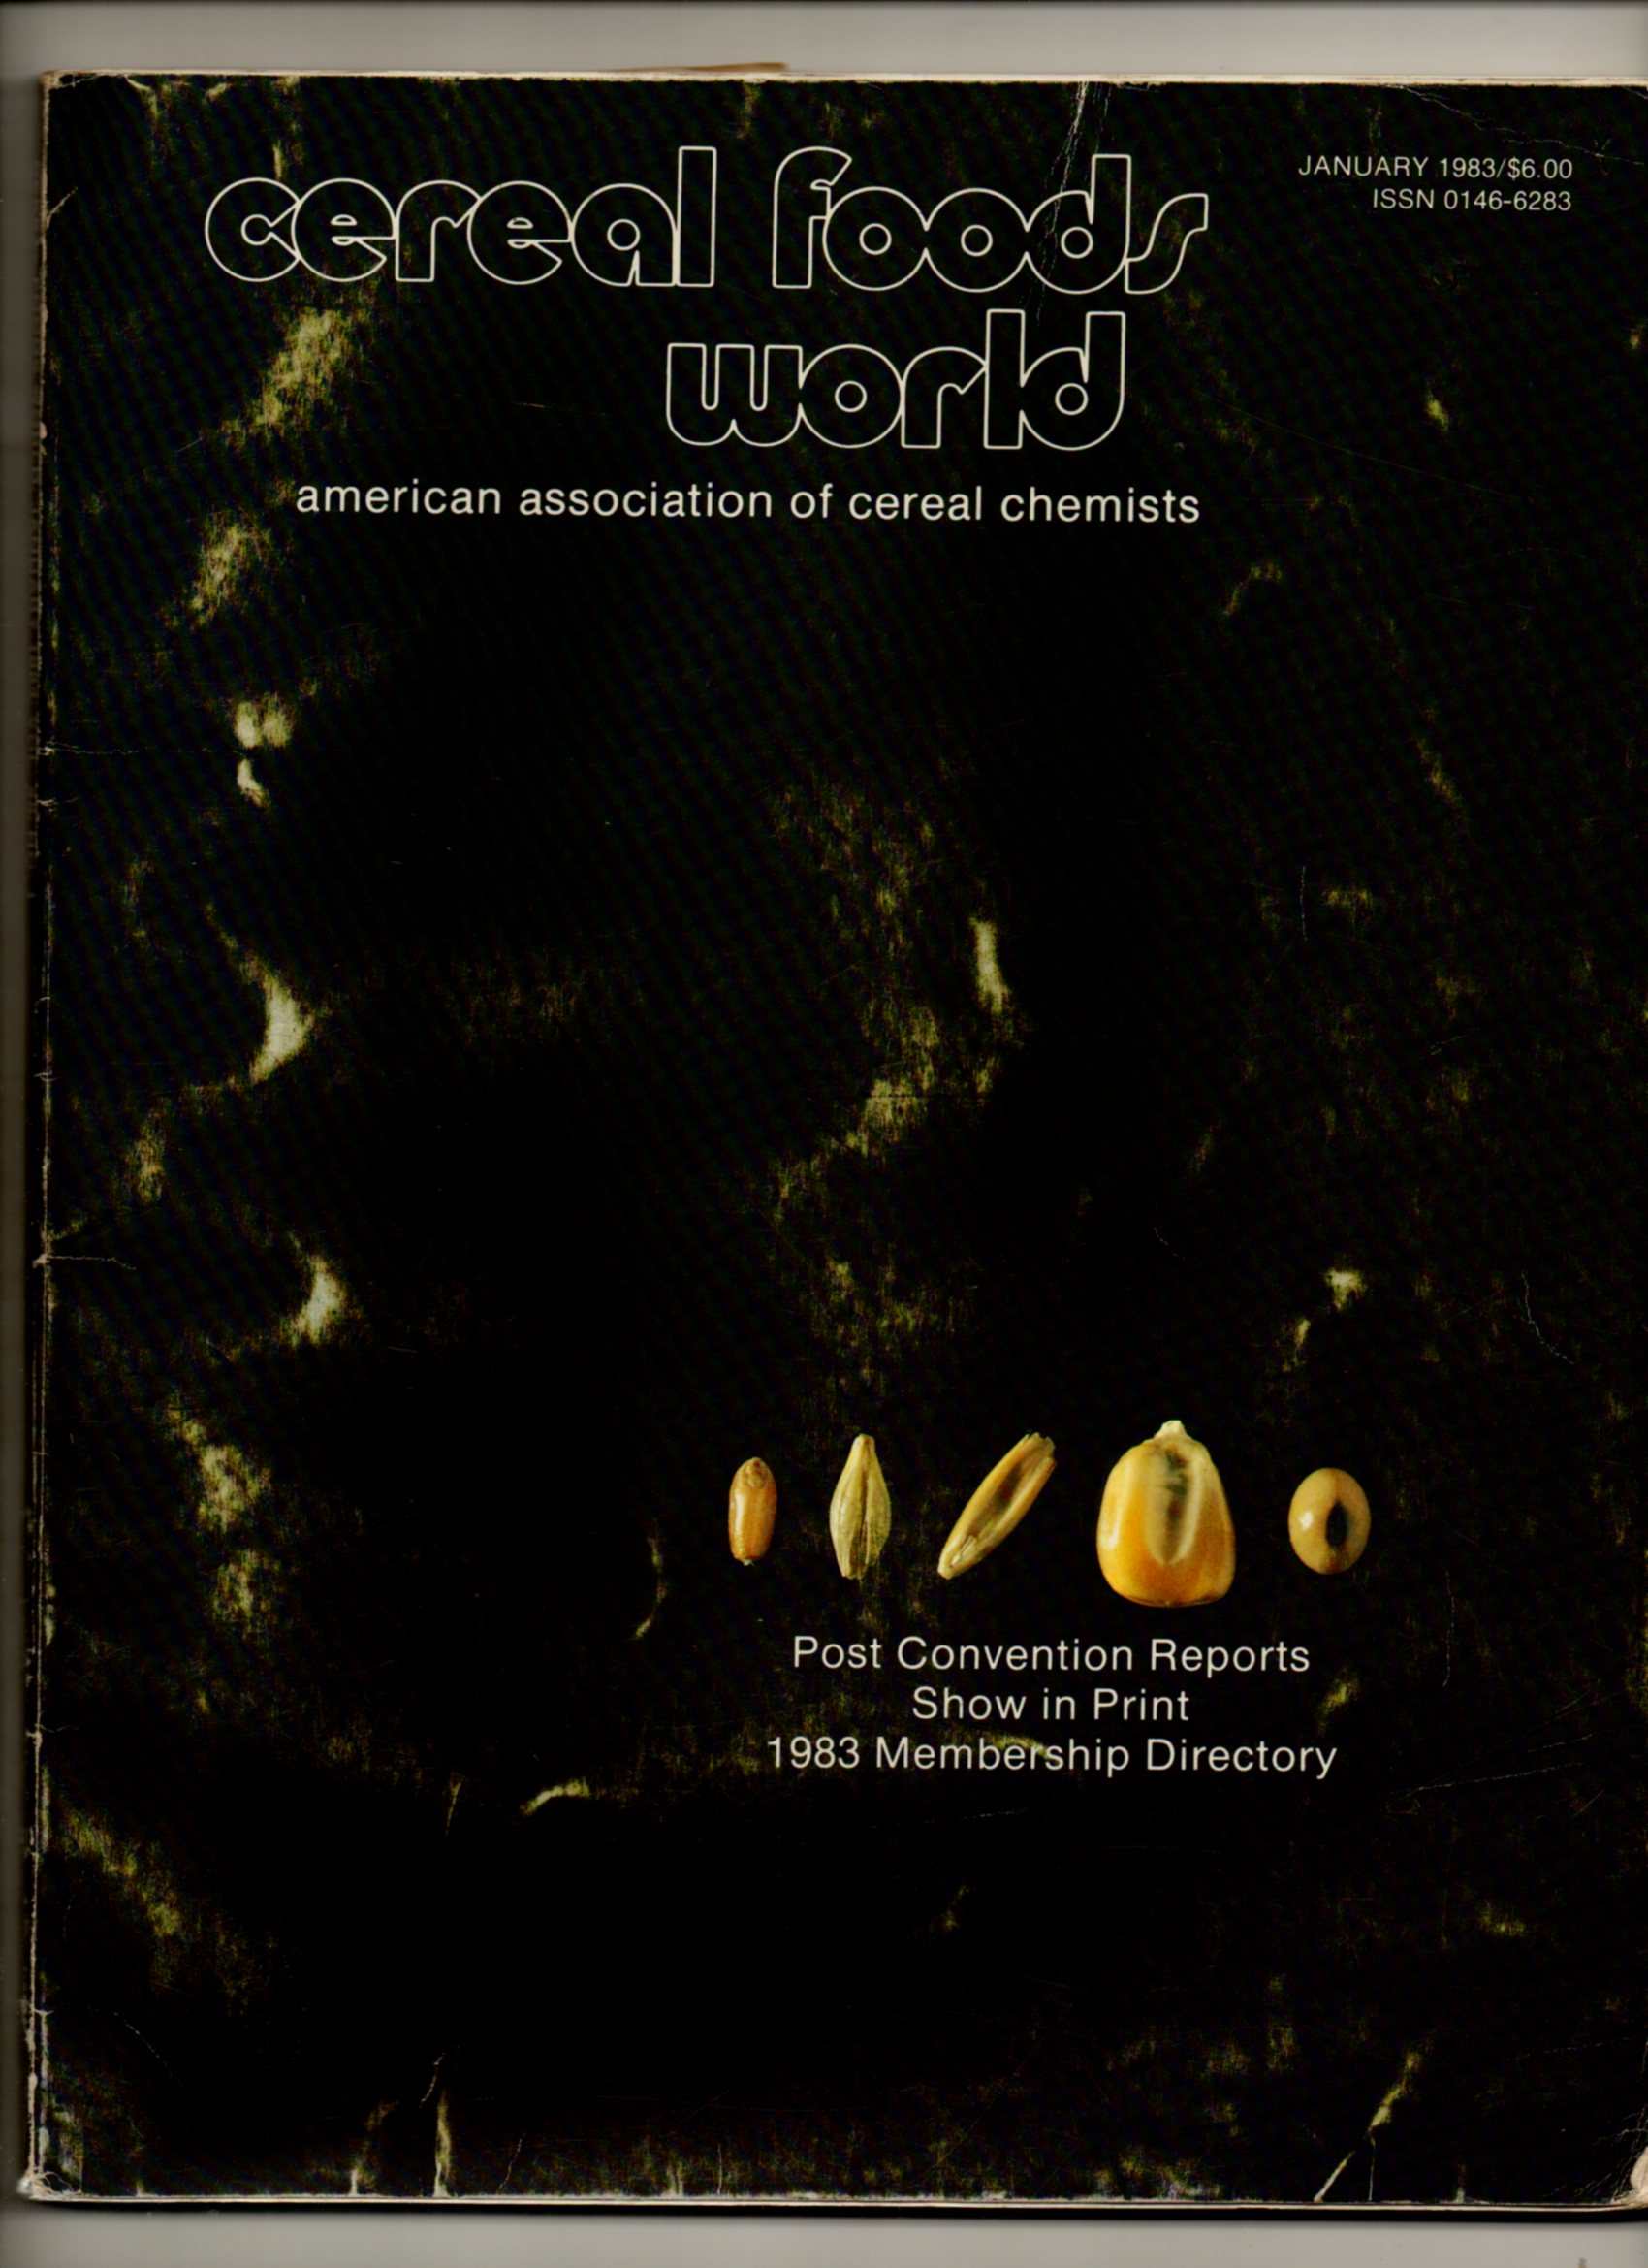 cereal foods
world
JANUARY 1983/$6.00
ISSN 0146-6283
american association of cereal chemists
Post Convention Reports
Show in Print
1983 Membership Directory